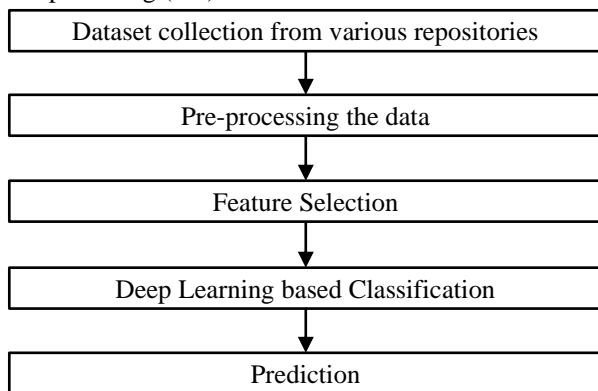 Dataset collection from various repositories
Pre-processing the data
Feature Selection
Deep Learning based Classification
Prediction